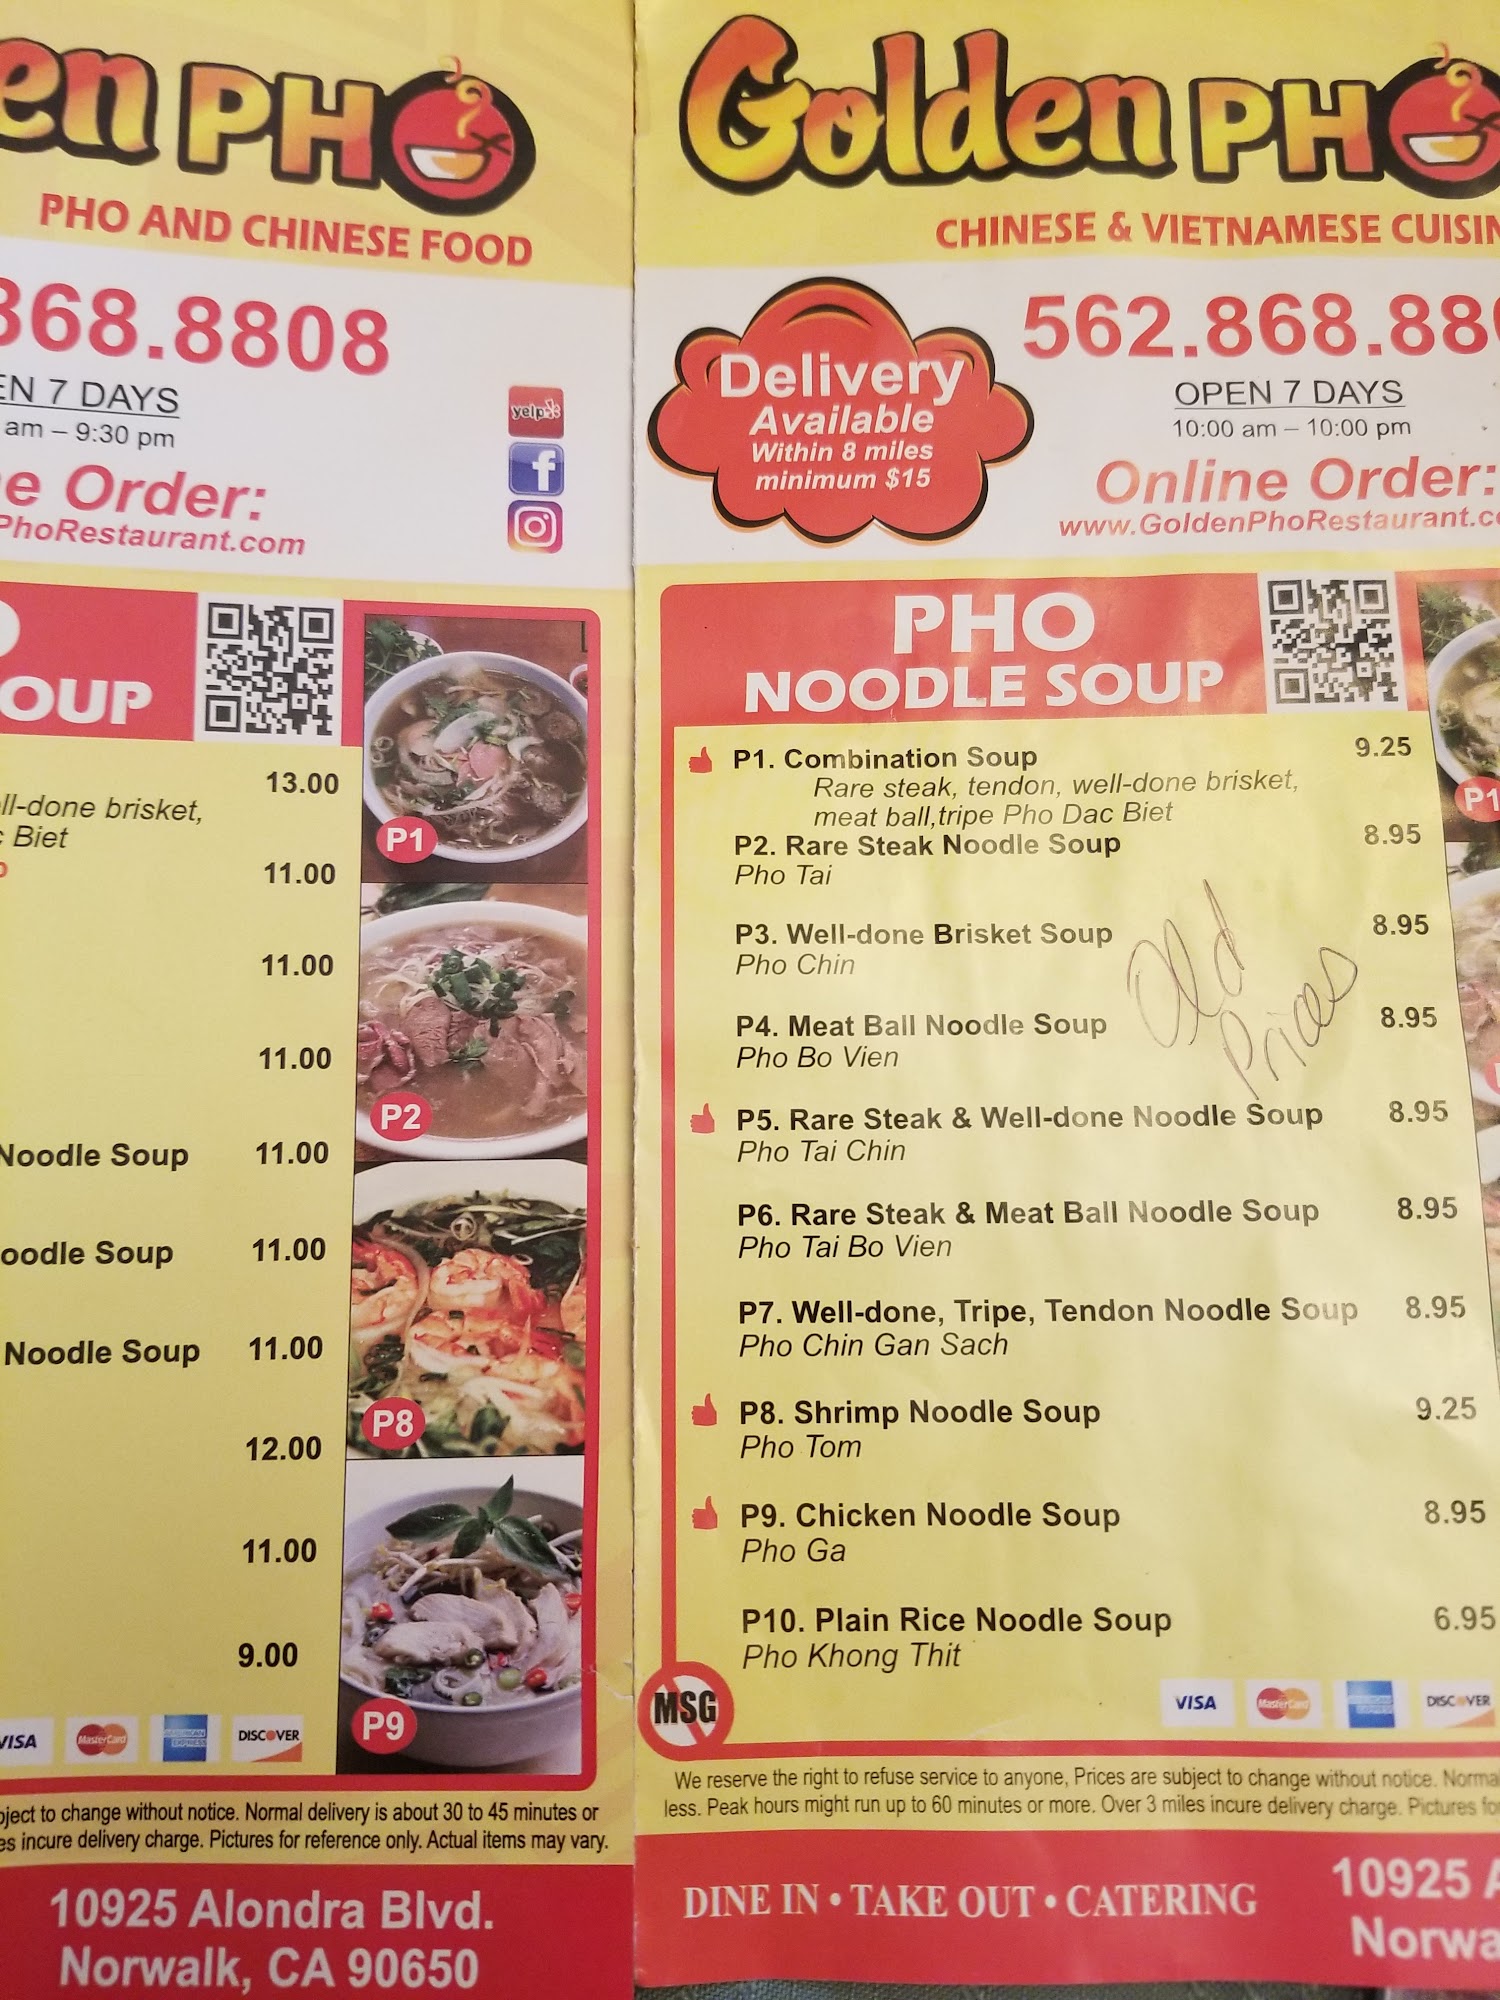 en PHO
PHO AND CHINESE FOOD
868.8808
EN 7 DAYS
am – 9:30 pm
e Order:
PhoRestaurant.com
yelp
f
OUP
13.00
ll-done brisket,
c Biet
11.00
11.00
11.00
Noodle Soup 11.00
oodle Soup 11.00
Noodle Soup 11.00
12.00
11.00
9.00
P1
P2
P8
P9
VISA
MasterCard
AMERICAN EXPRESS
DISCOVER
bject to change without notice. Normal delivery is about 30 to 45 minutes or
es incure delivery charge. Pictures for reference only. Actual items may vary.
10925 Alondra Blvd.
Norwalk, CA 90650
Golden PHO
CHINESE & VIETNAMESE CUISIN
Delivery
Available
Within 8 miles
minimum $15
562.868.880
OPEN 7 DAYS
10:00 am – 10:00 pm
Online Order:
www.GoldenPhoRestaurant.co
PHO
NOODLE SOUP
P1. Combination Soup 9.25
Rare steak, tendon, well-done brisket,
meat ball,tripe Pho Dac Biet
P2. Rare Steak Noodle Soup 8.95
Pho Tai
P3. Well-done Brisket Soup 8.95
Pho Chin
Old
Prices
P4. Meat Ball Noodle Soup 8.95
Pho Bo Vien
P5. Rare Steak & Well-done Noodle Soup 8.95
Pho Tai Chin
P6. Rare Steak & Meat Ball Noodle Soup 8.95
Pho Tai Bo Vien
P7. Well-done, Tripe, Tendon Noodle Soup 8.95
Pho Chin Gan Sach
P8. Shrimp Noodle Soup 9.25
Pho Tom
P9. Chicken Noodle Soup 8.95
Pho Ga
P10. Plain Rice Noodle Soup 6.95
Pho Khong Thit
P1
MSG
VISA
MasterCard
AMERICAN EXPRESS
DISCOVER
We reserve the right to refuse service to anyone, Prices are subject to change without notice. Norma
less. Peak hours might run up to 60 minutes or more. Over 3 miles incure delivery charge. Pictures fo
DINE IN • TAKE OUT • CATERING
10925 A
Norwa